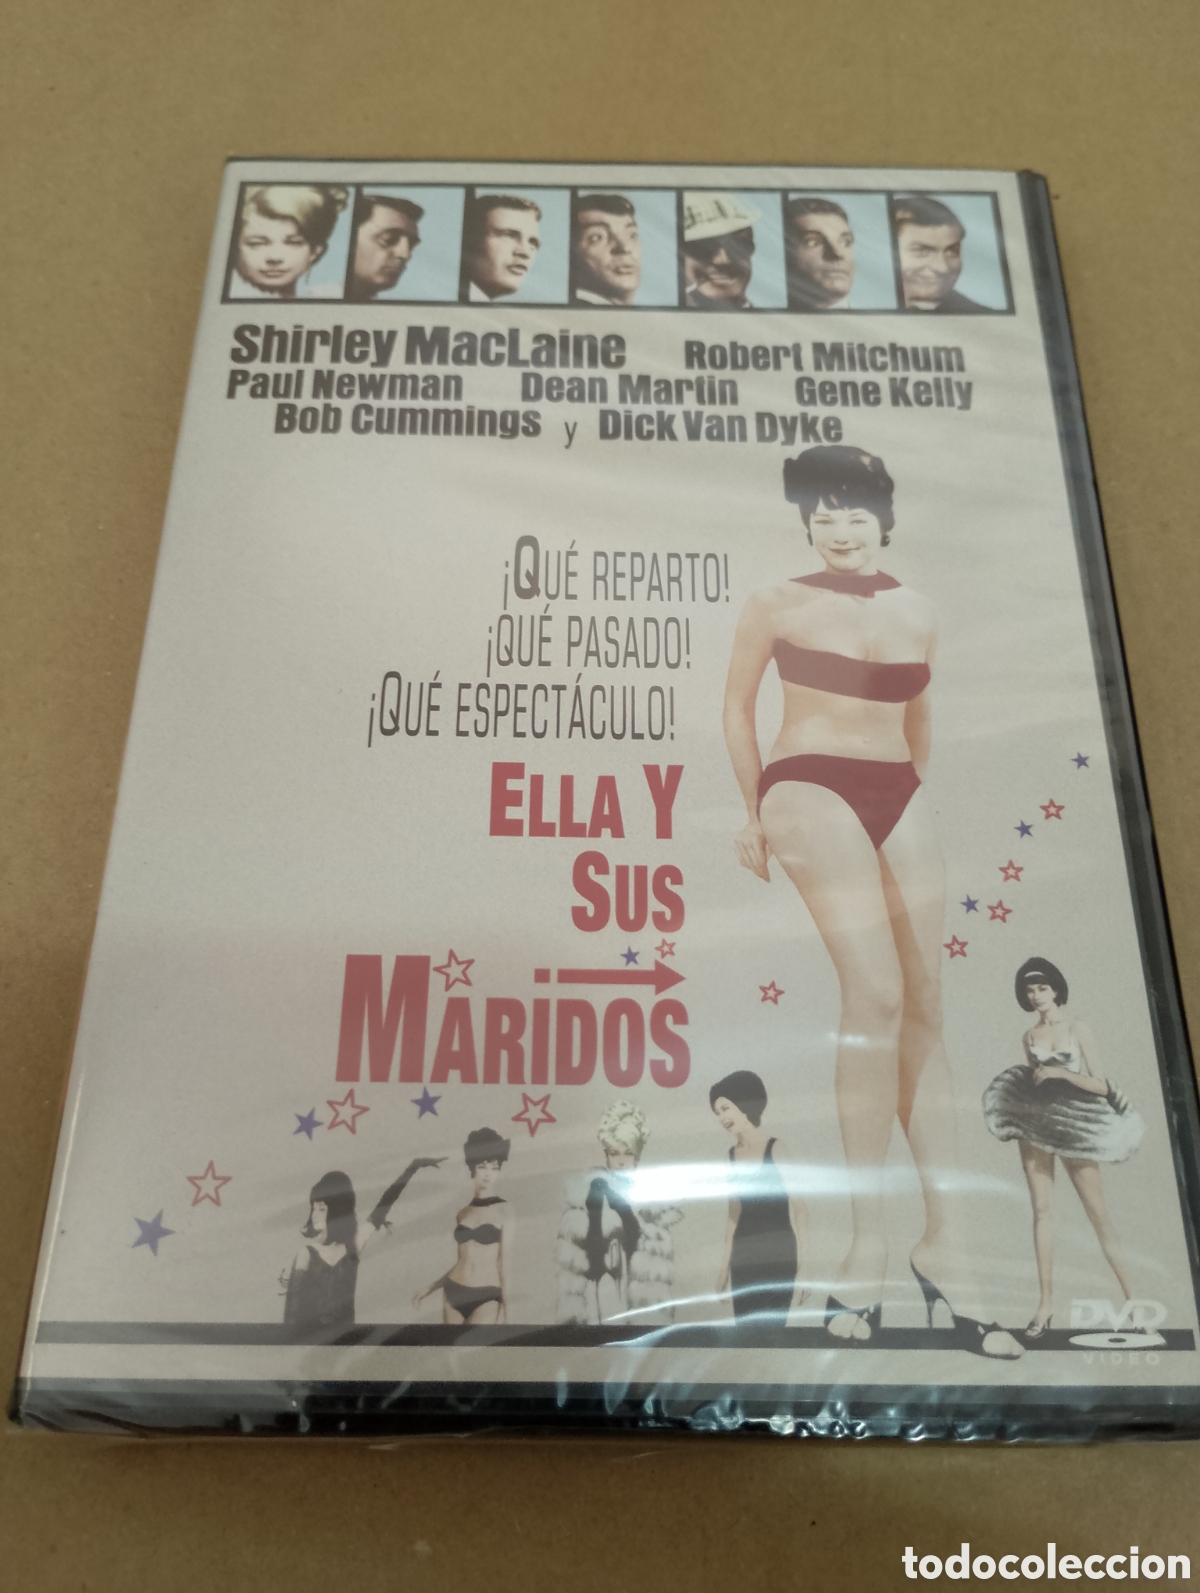 Shirley MacLaine Robert Mitchum
Paul Newman Dean Martin Gene Kelly
Bob Cummings y Dick Van Dyke
¡QUÉ REPARTO!
¡QUÉ PASADO!
¡QUÉ ESPECTÁCULO!
ELLA Y
SUS
MARiDOS
DVD
VIDEO
todocoleccion